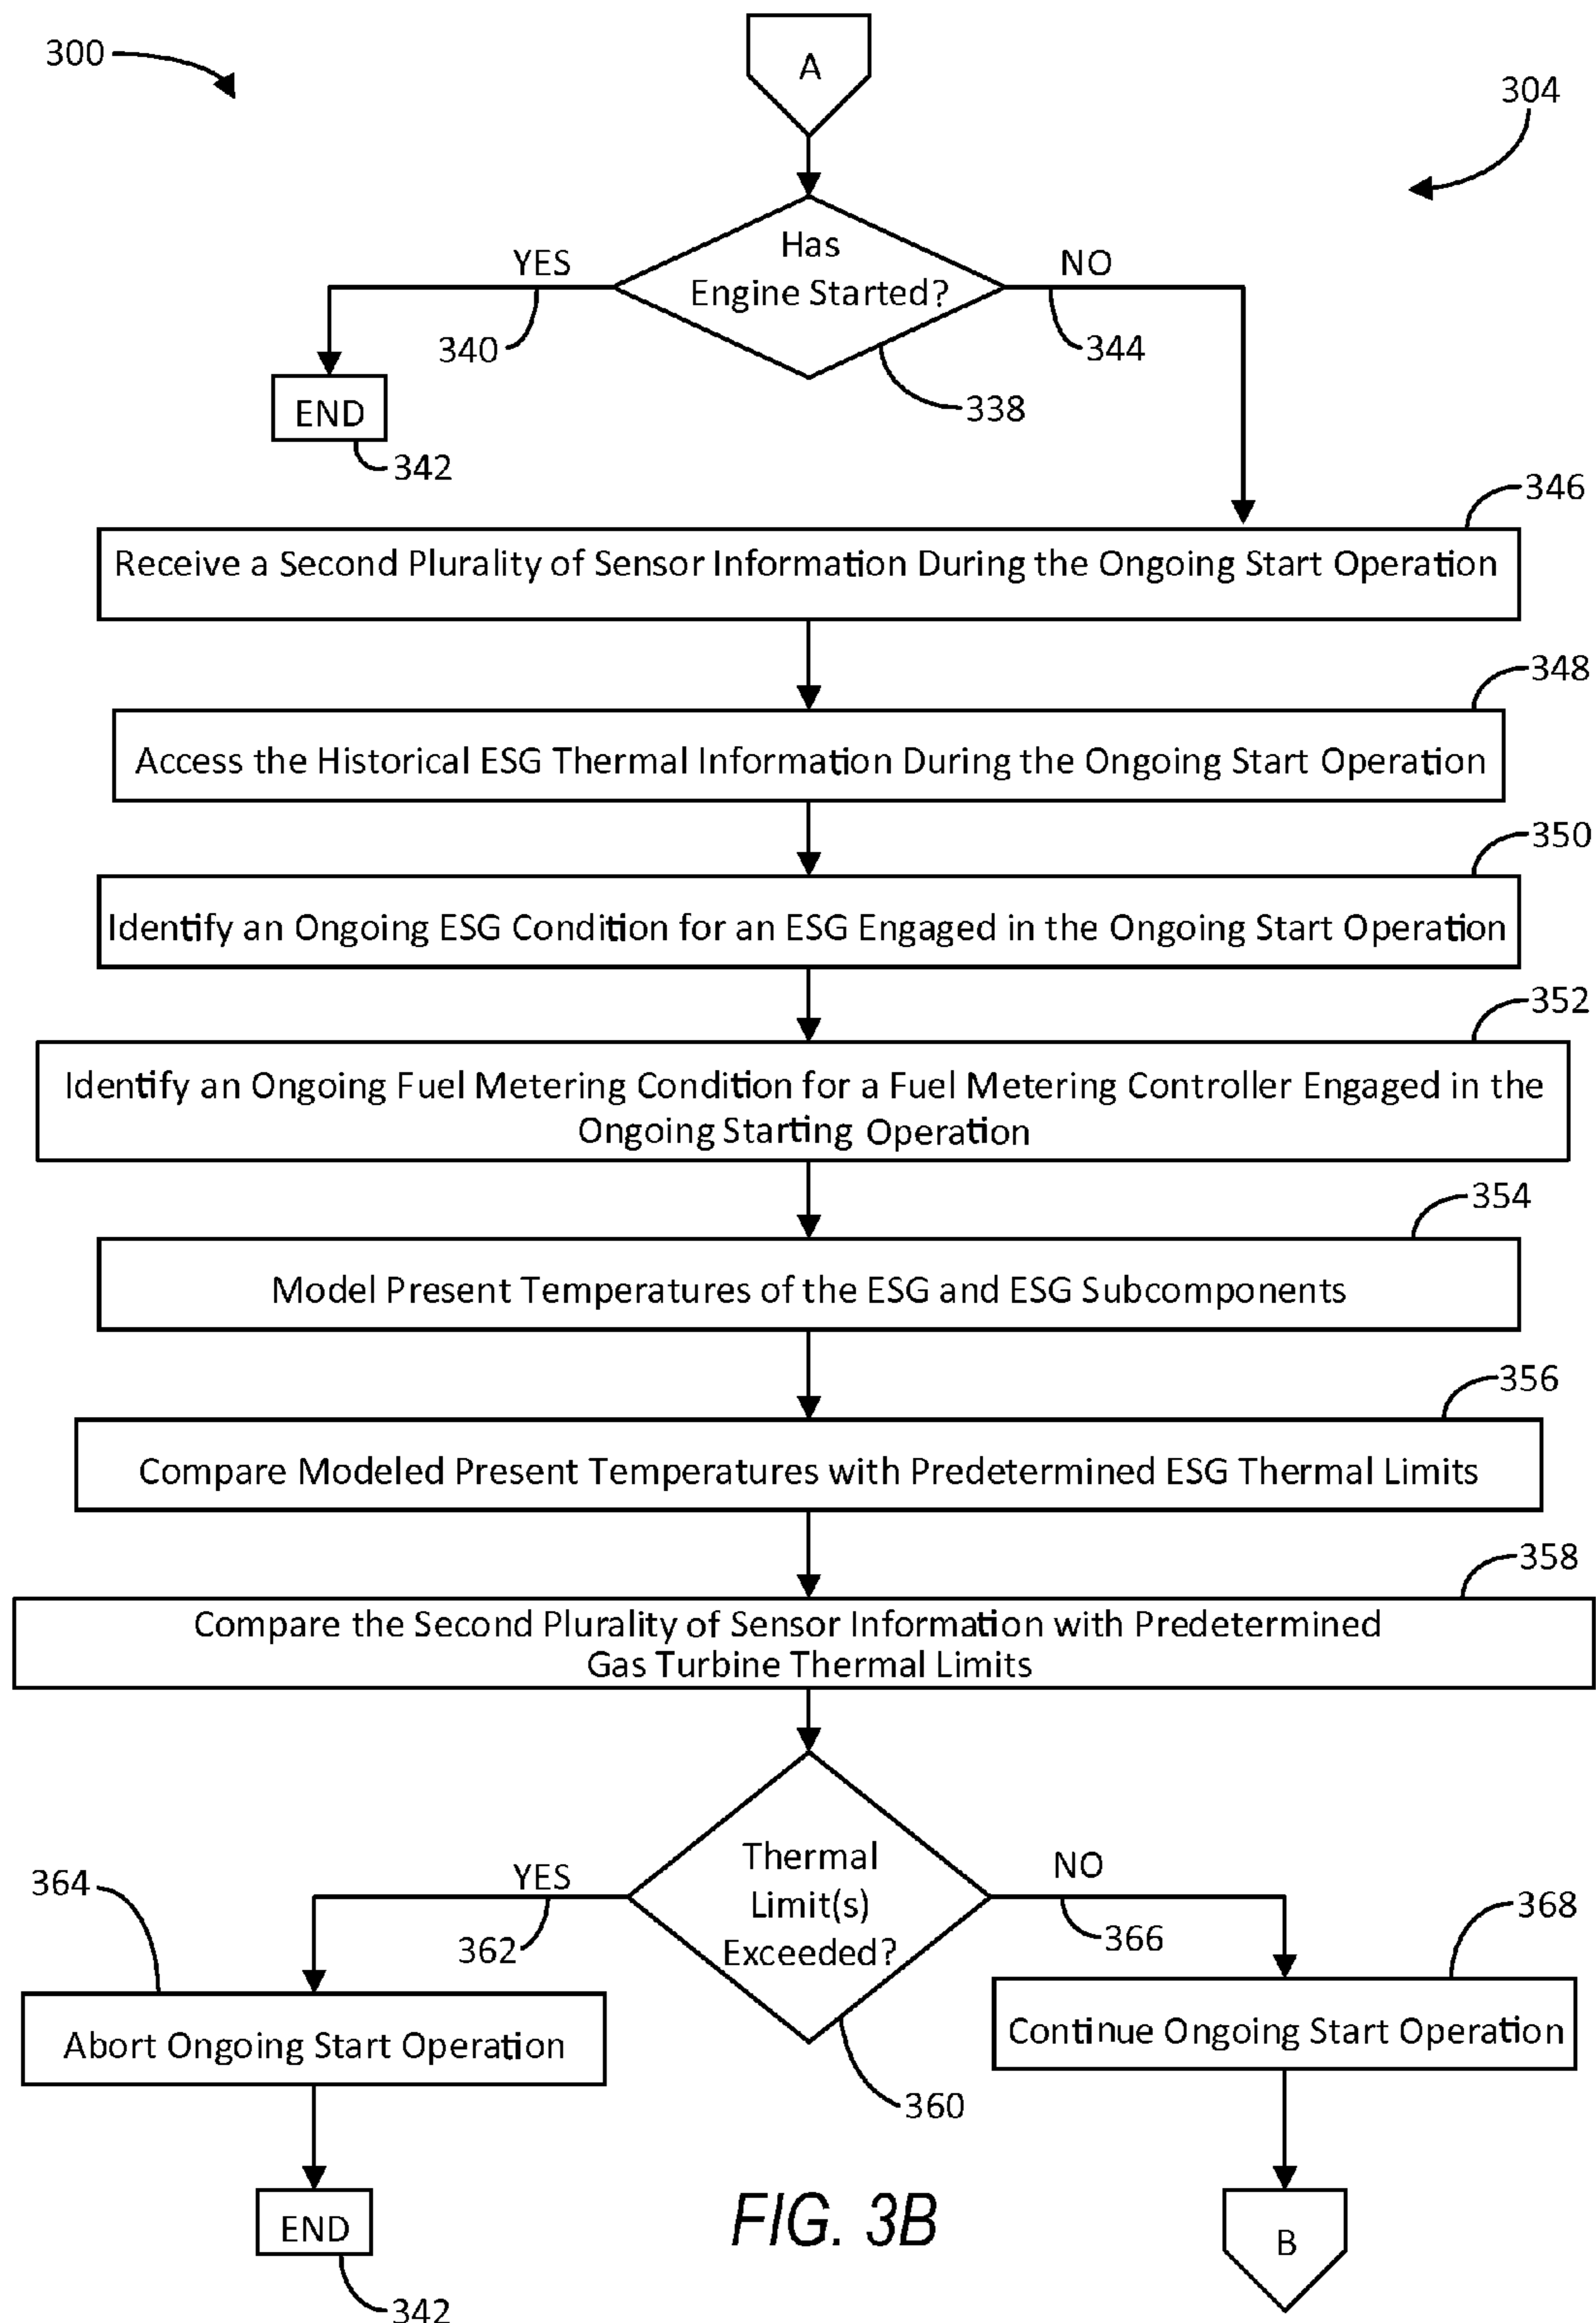 300
A
304
Has
Engine Started?
YES
NO
340
344
338
END
342
346
Receive a Second Plurality of Sensor Information During the Ongoing Start Operation
348
Access the Historical ESG Thermal Information During the Ongoing Start Operation
350
Identify an Ongoing ESG Condition for an ESG Engaged in the Ongoing Start Operation
352
Identify an Ongoing Fuel Metering Condition for a Fuel Metering Controller Engaged in the
Ongoing Starting Operation
354
Model Present Temperatures of the ESG and ESG Subcomponents
356
Compare Modeled Present Temperatures with Predetermined ESG Thermal Limits
358
Compare the Second Plurality of Sensor Information with Predetermined
Gas Turbine Thermal Limits
Thermal
Limit(s)
Exceeded?
YES
NO
364
362
366
368
360
Abort Ongoing Start Operation
Continue Ongoing Start Operation
END
342
FIG. 3B
B